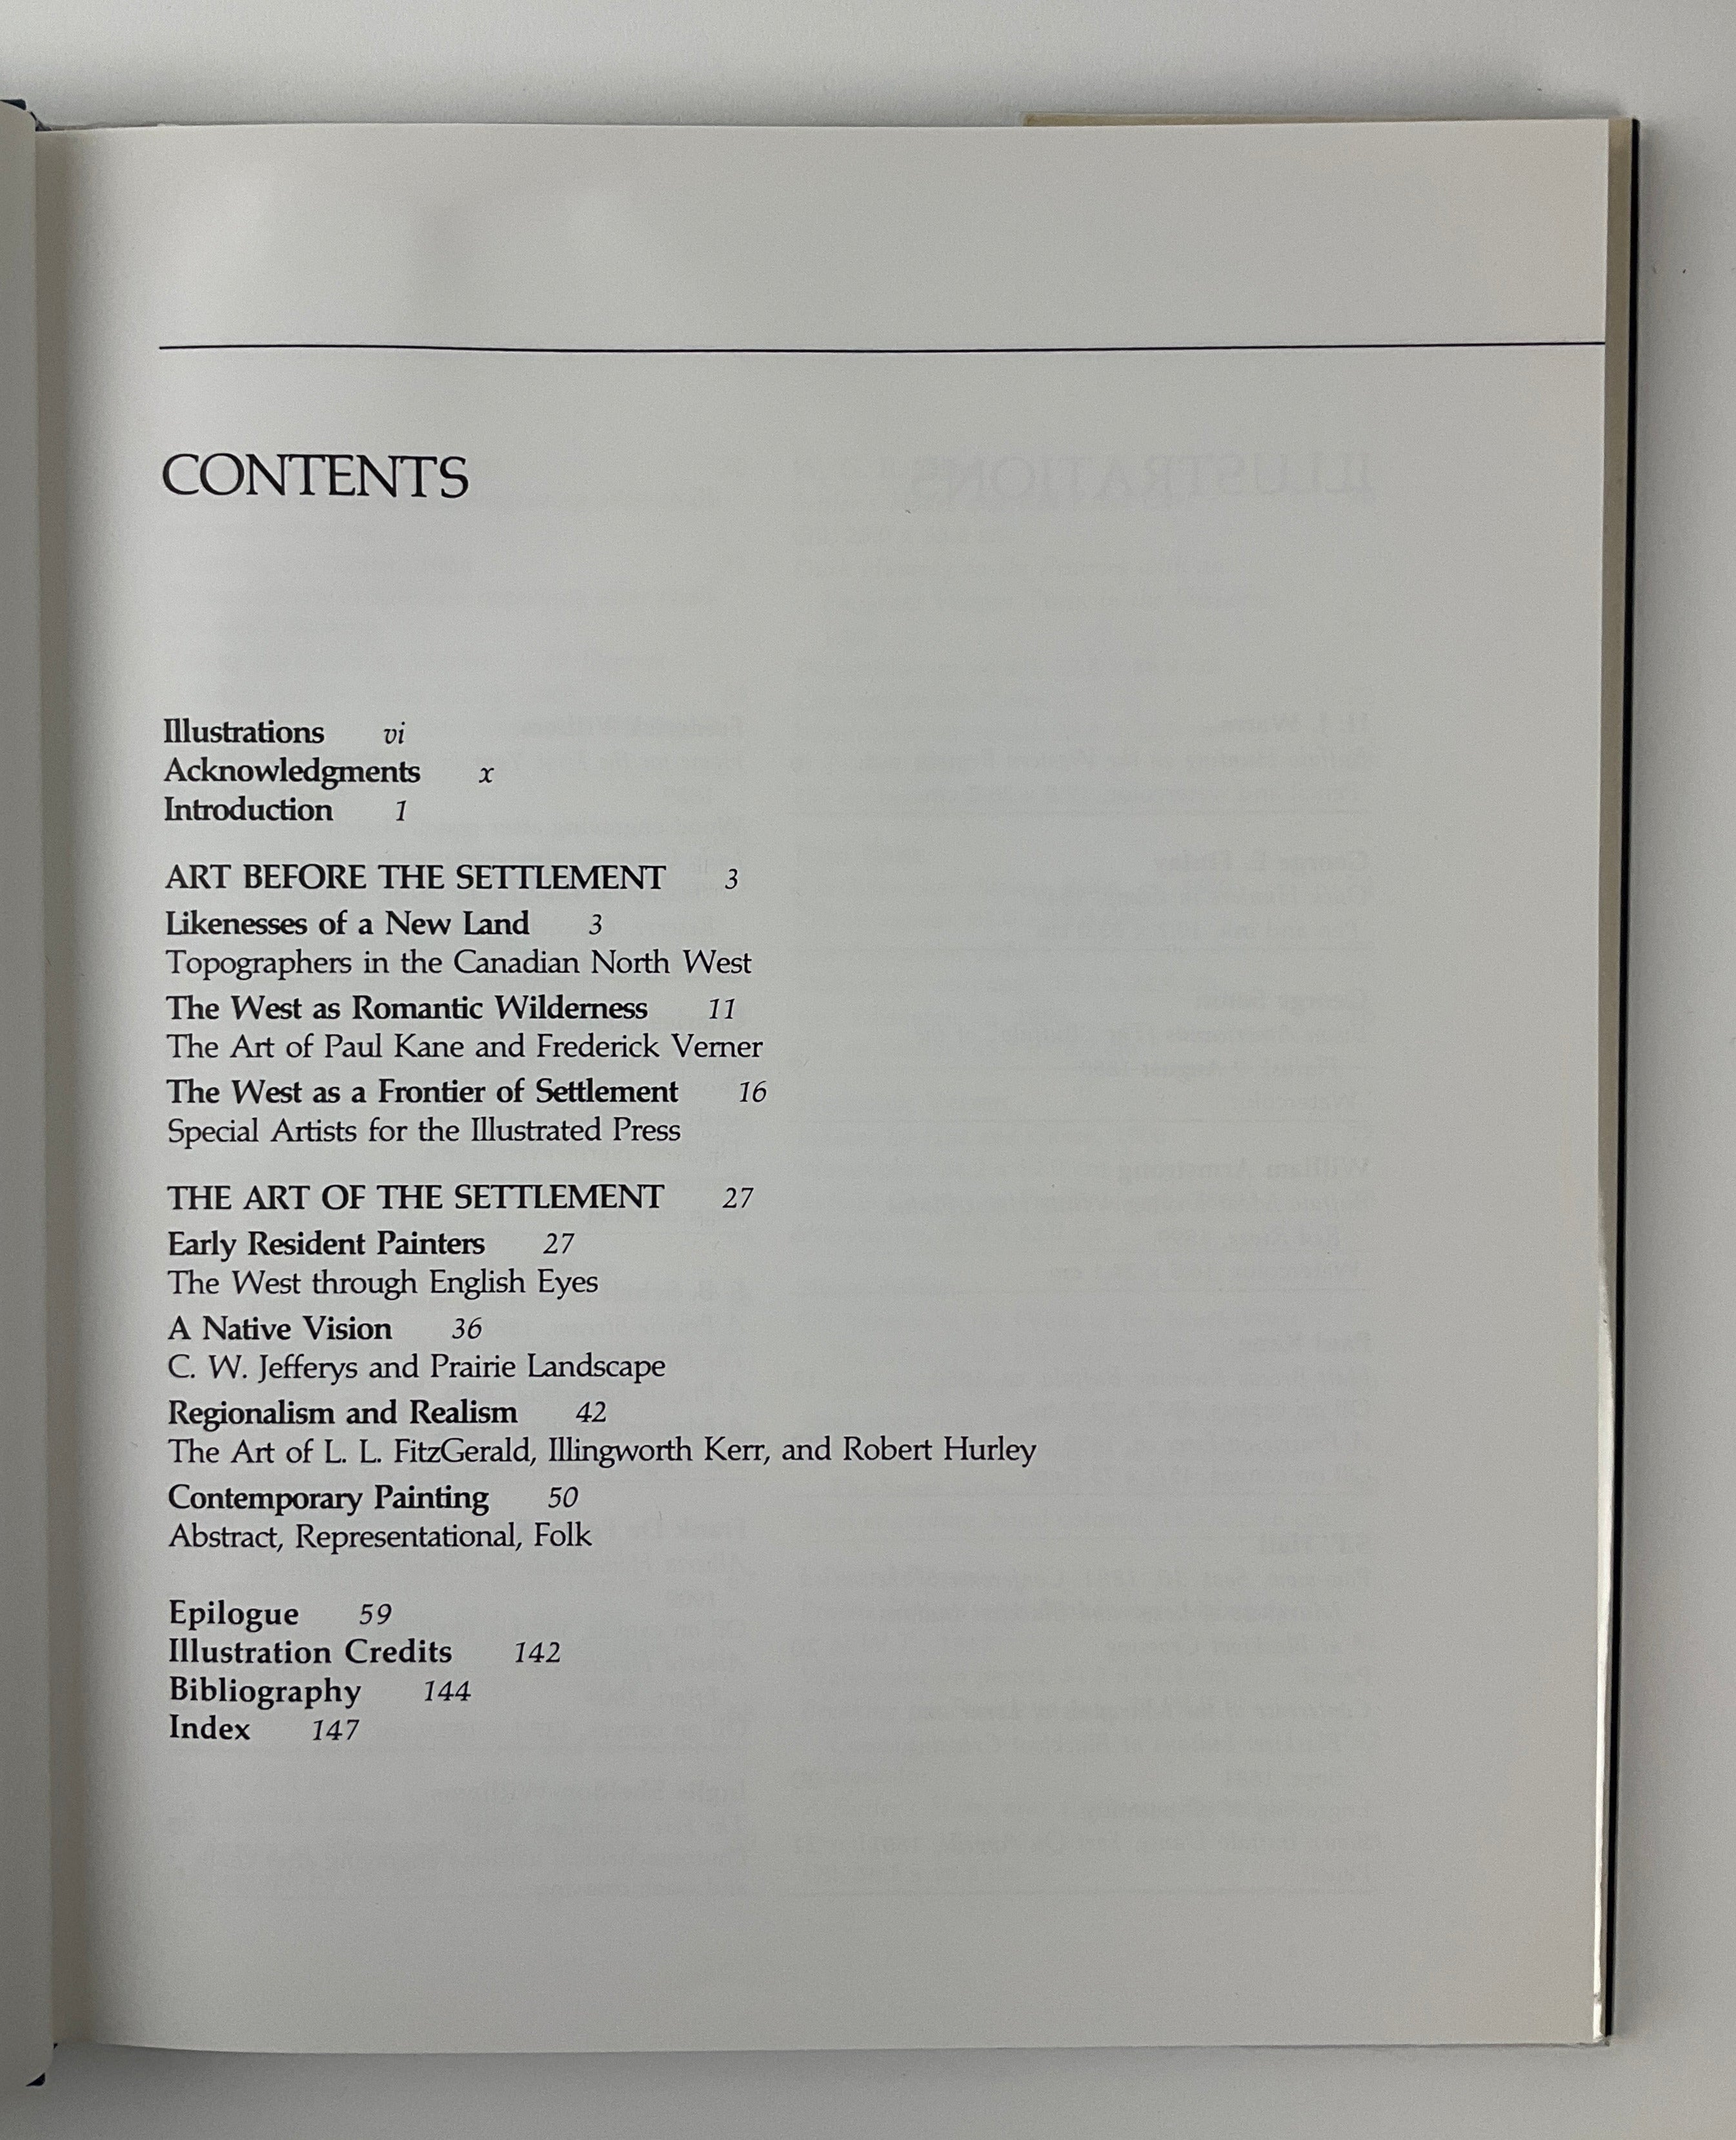 CONTENTS
Illustrations vi
Acknowledgments x
Introduction 1
ART BEFORE THE SETTLEMENT 3
Likenesses of a New Land 3
Topographers in the Canadian North West
The West as Romantic Wilderness 11
The Art of Paul Kane and Frederick Verner
The West as a Frontier of Settlement 16
Special Artists for the Illustrated Press
THE ART OF THE SETTLEMENT 27
Early Resident Painters 27
The West through English Eyes
A Native Vision 36
C. W. Jefferys and Prairie Landscape
Regionalism and Realism 42
The Art of L. L. FitzGerald, Illingworth Kerr, and Robert Hurley
Contemporary Painting 50
Abstract, Representational, Folk
Epilogue 59
Illustration Credits 142
Bibliography 144
Index 147